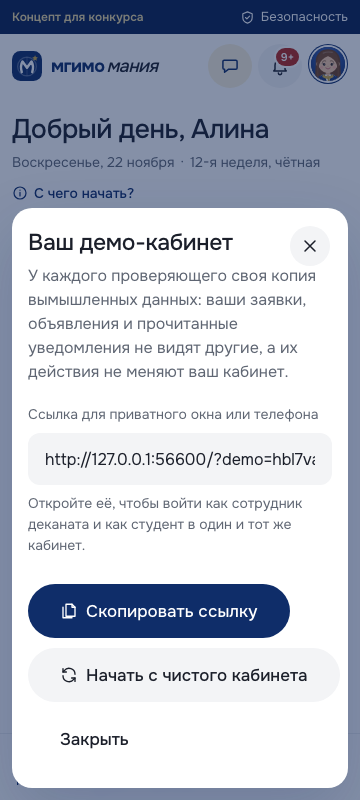 Концепт для конкурса
Безопасность
МГИМО МАНИЯ
9+
Добрый день, Алина
Воскресенье, 22 ноября · 12-я неделя, чётная
С чего начать?
Ваш демо-кабинет
У каждого проверяющего своя копия
вымышленных данных: ваши заявки,
объявления и прочитанные
уведомления не видят другие, а их
действия не меняют ваш кабинет.
Ссылка для приватного окна или телефона
http://127.0.0.1:56600/?demo=hbl7va
Откройте её, чтобы войти как сотрудник
деканата и как студент в один и тот же
кабинет.
Скопировать ссылку
Начать с чистого кабинета
Закрыть